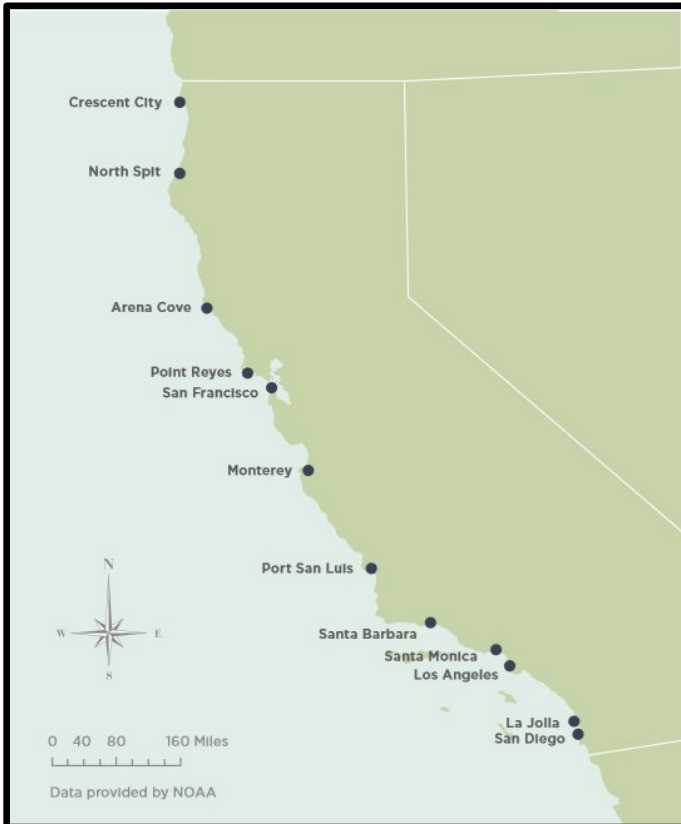 Crescent City
North Spit
Arena Cove
Point Reyes
San Francisco
Monterey
Port San Luis
N
W E
S
Santa Barbara
Santa Monica
Los Angeles
La Jolla
San Diego
0 40 80 160 Miles
Data provided by NOAA